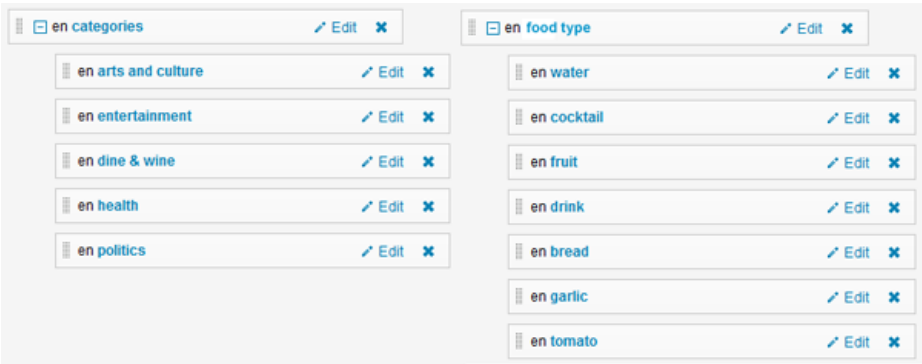 en categories Edit
en arts and culture Edit
en entertainment Edit
en dine & wine Edit
en health Edit
en politics Edit
en food type Edit
en water Edit
en cocktail Edit
en fruit Edit
en drink Edit
en bread Edit
en garlic Edit
en tomato Edit